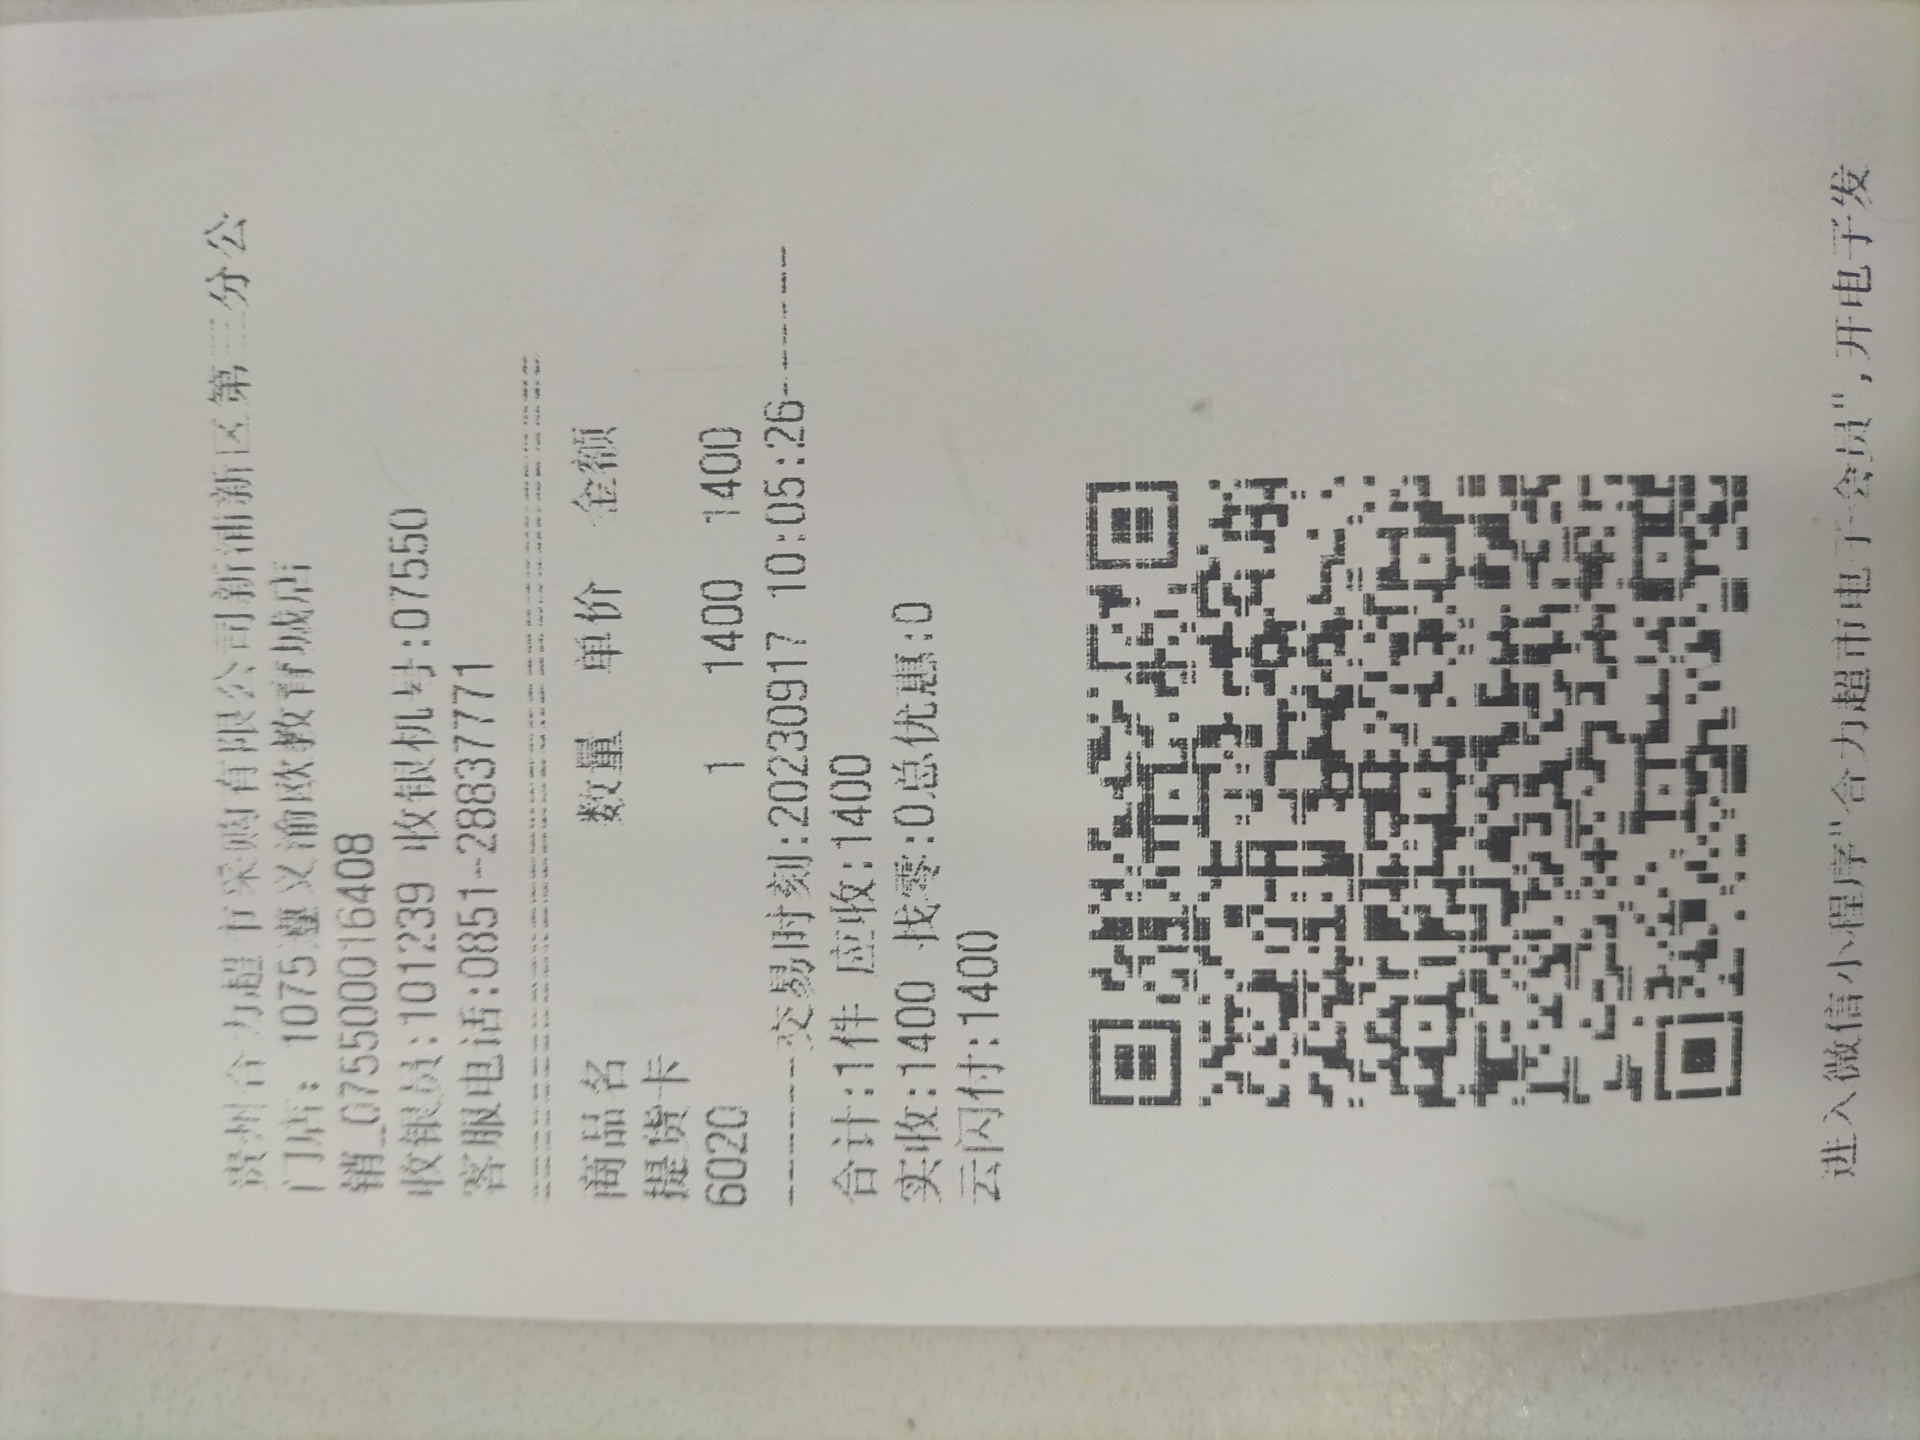 贵州合力超市采购有限公司新浦新区第三分公
门店: 1075遵义渝欧教育城店
销_0755000016408
收银员:101239 收银机号:07550
客服电话:0851-28837771
================================
商品名 数量 单价 金额
提货卡
6020 1 1400 1400
--------交易时刻:20230917 10:05:26--------
合计:1件 应收:1400
实收:1400 找零:0总优惠:0
云闪付:1400
进入微信小程序"合力超市电子会员",开电子发